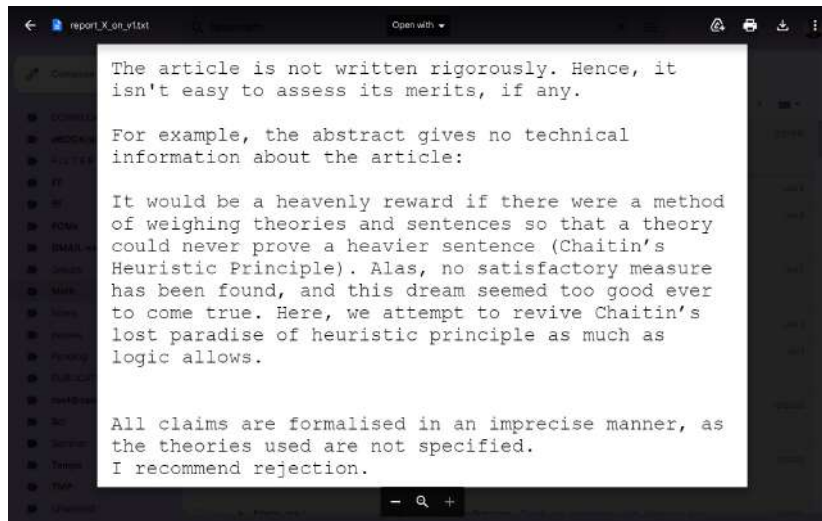 report_X_on_v1.txt
Open with
The article is not written rigorously. Hence, it
isn't easy to assess its merits, if any.
For example, the abstract gives no technical
information about the article:
It would be a heavenly reward if there were a method
of weighing theories and sentences so that a theory
could never prove a heavier sentence (Chaitin’s
Heuristic Principle). Alas, no satisfactory measure
has been found, and this dream seemed too good ever
to come true. Here, we attempt to revive Chaitin’s
lost paradise of heuristic principle as much as
logic allows.
All claims are formalised in an imprecise manner, as
the theories used are not specified.
I recommend rejection.